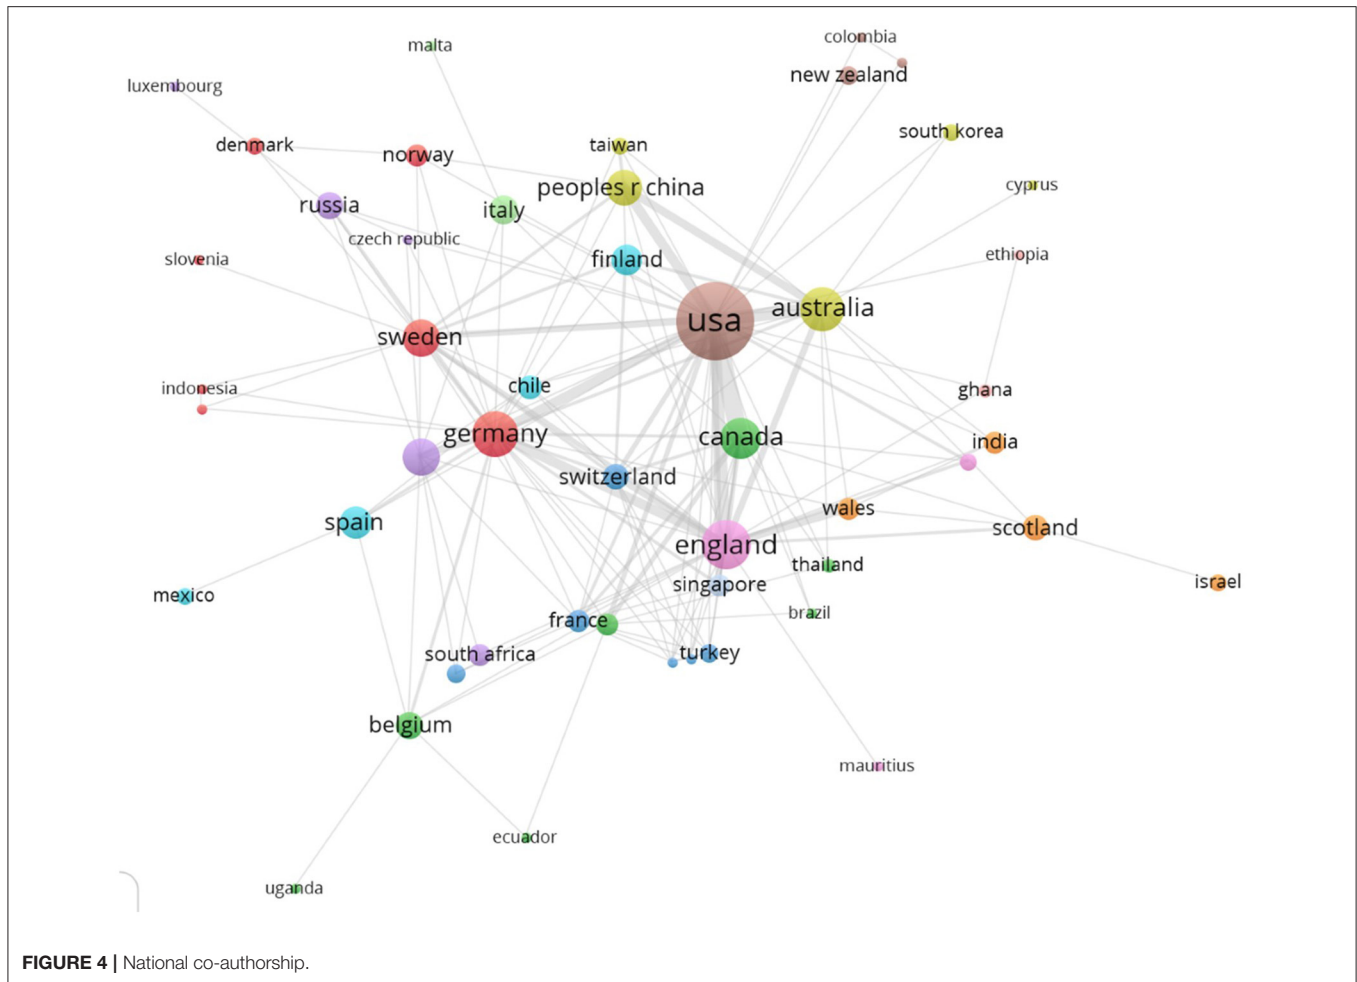 malta
colombia
new zealand
luxembourg
denmark
norway
taiwan
south korea
peoples r china
cyprus
russia
italy
czech republic
slovenia
finland
ethiopia
usa
australia
sweden
indonesia
chile
ghana
germany
canada
india
switzerland
wales
spain
scotland
england
thailand
israel
singapore
mexico
brazil
france
turkey
south africa
belgium
mauritius
ecuador
uganda
FIGURE 4 | National co-authorship.